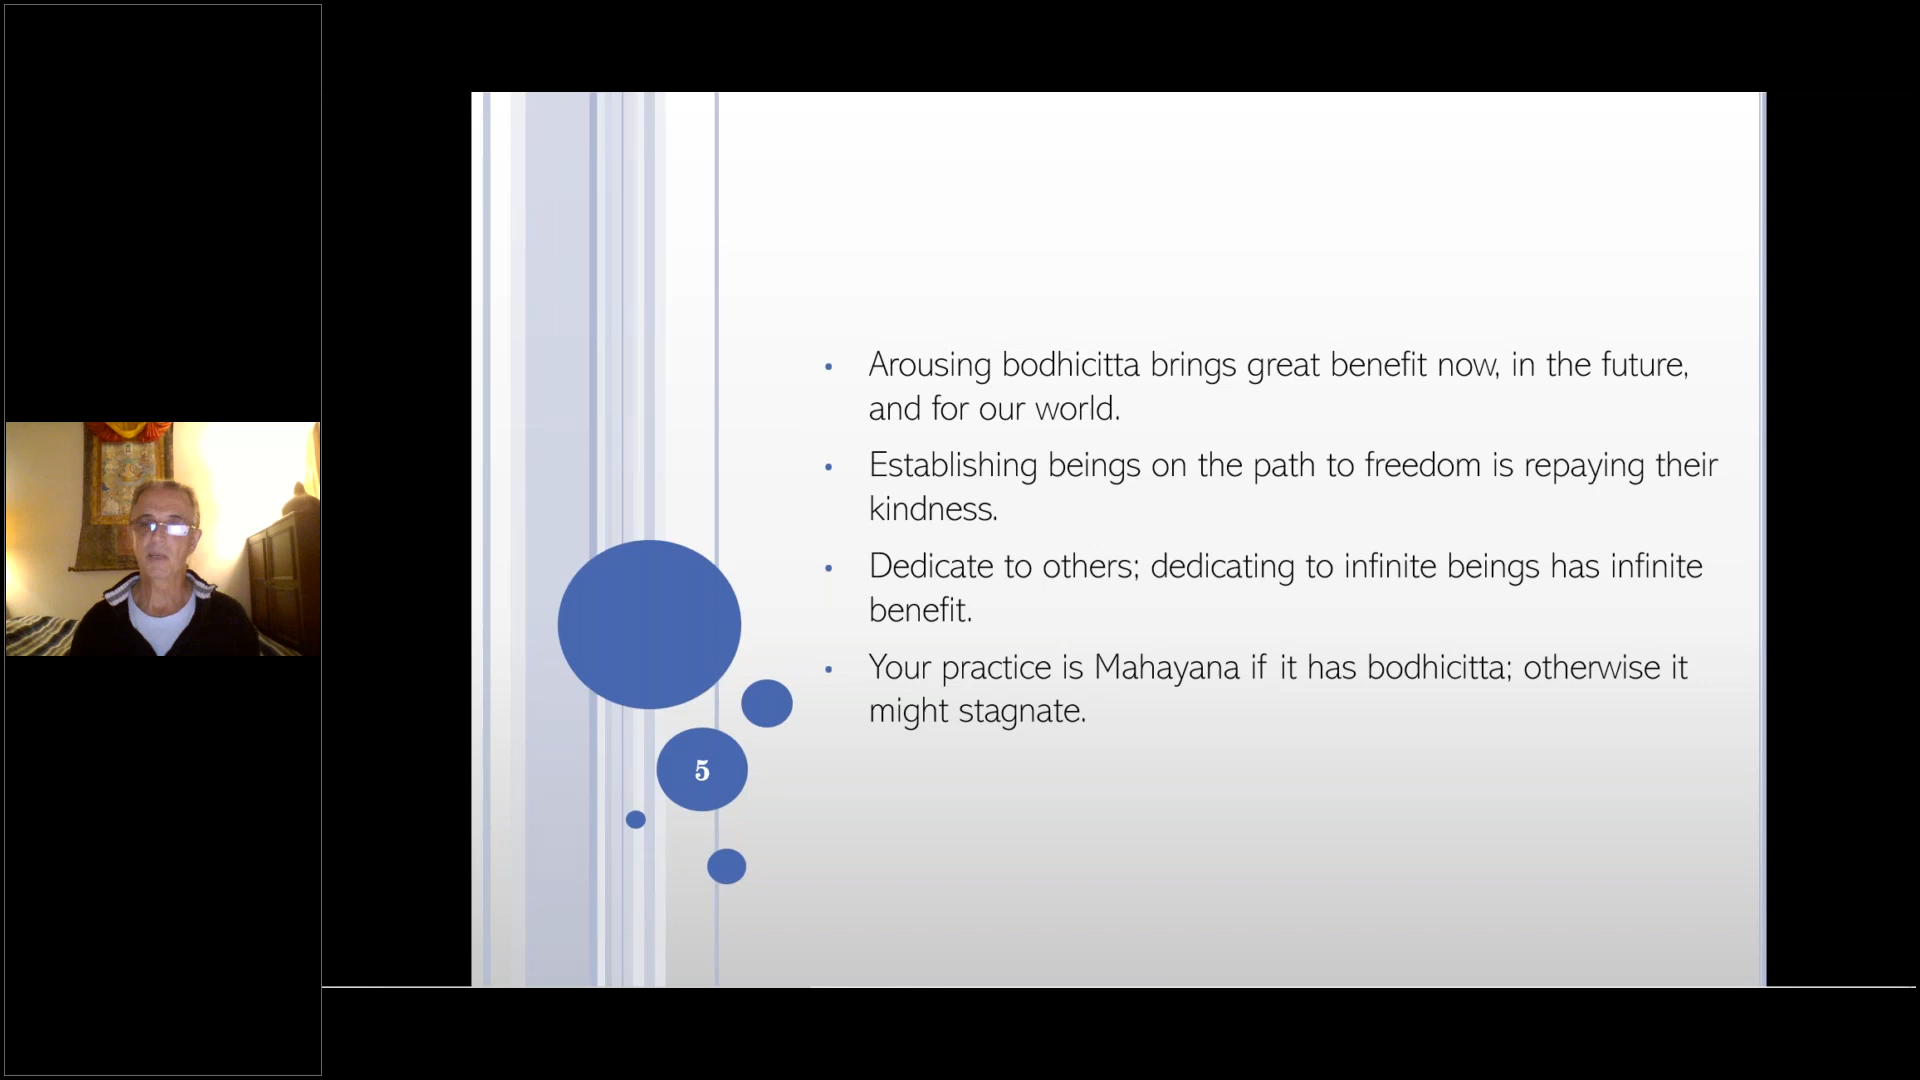 • Arousing bodhicitta brings great benefit now, in the future,
and for our world.
• Establishing beings on the path to freedom is repaying their
kindness.
• Dedicate to others; dedicating to infinite beings has infinite
benefit.
• Your practice is Mahayana if it has bodhicitta; otherwise it
might stagnate.
5